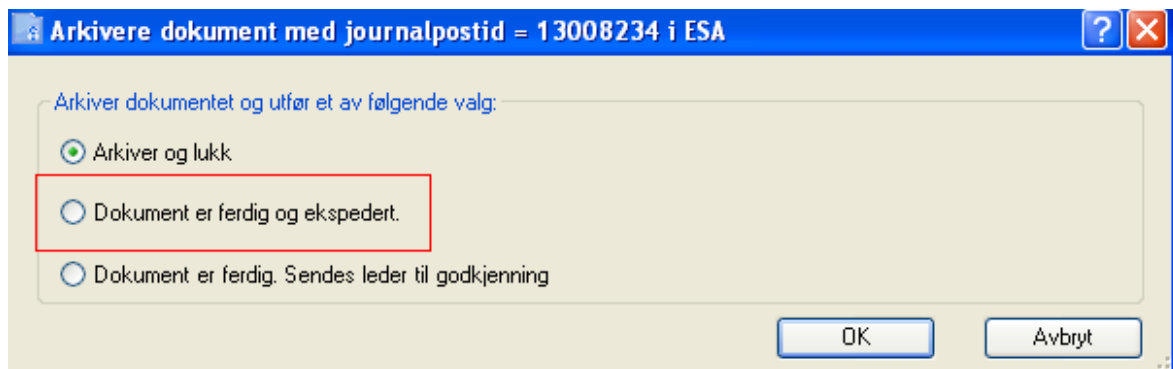 Arkivere dokument med journalpostid = 13008234 i ESA
Arkiver dokumentet og utfør et av følgende valg:
Arkiver og lukk
Dokument er ferdig og ekspedert.
Dokument er ferdig. Sendes leder til godkjenning
OK Avbryt